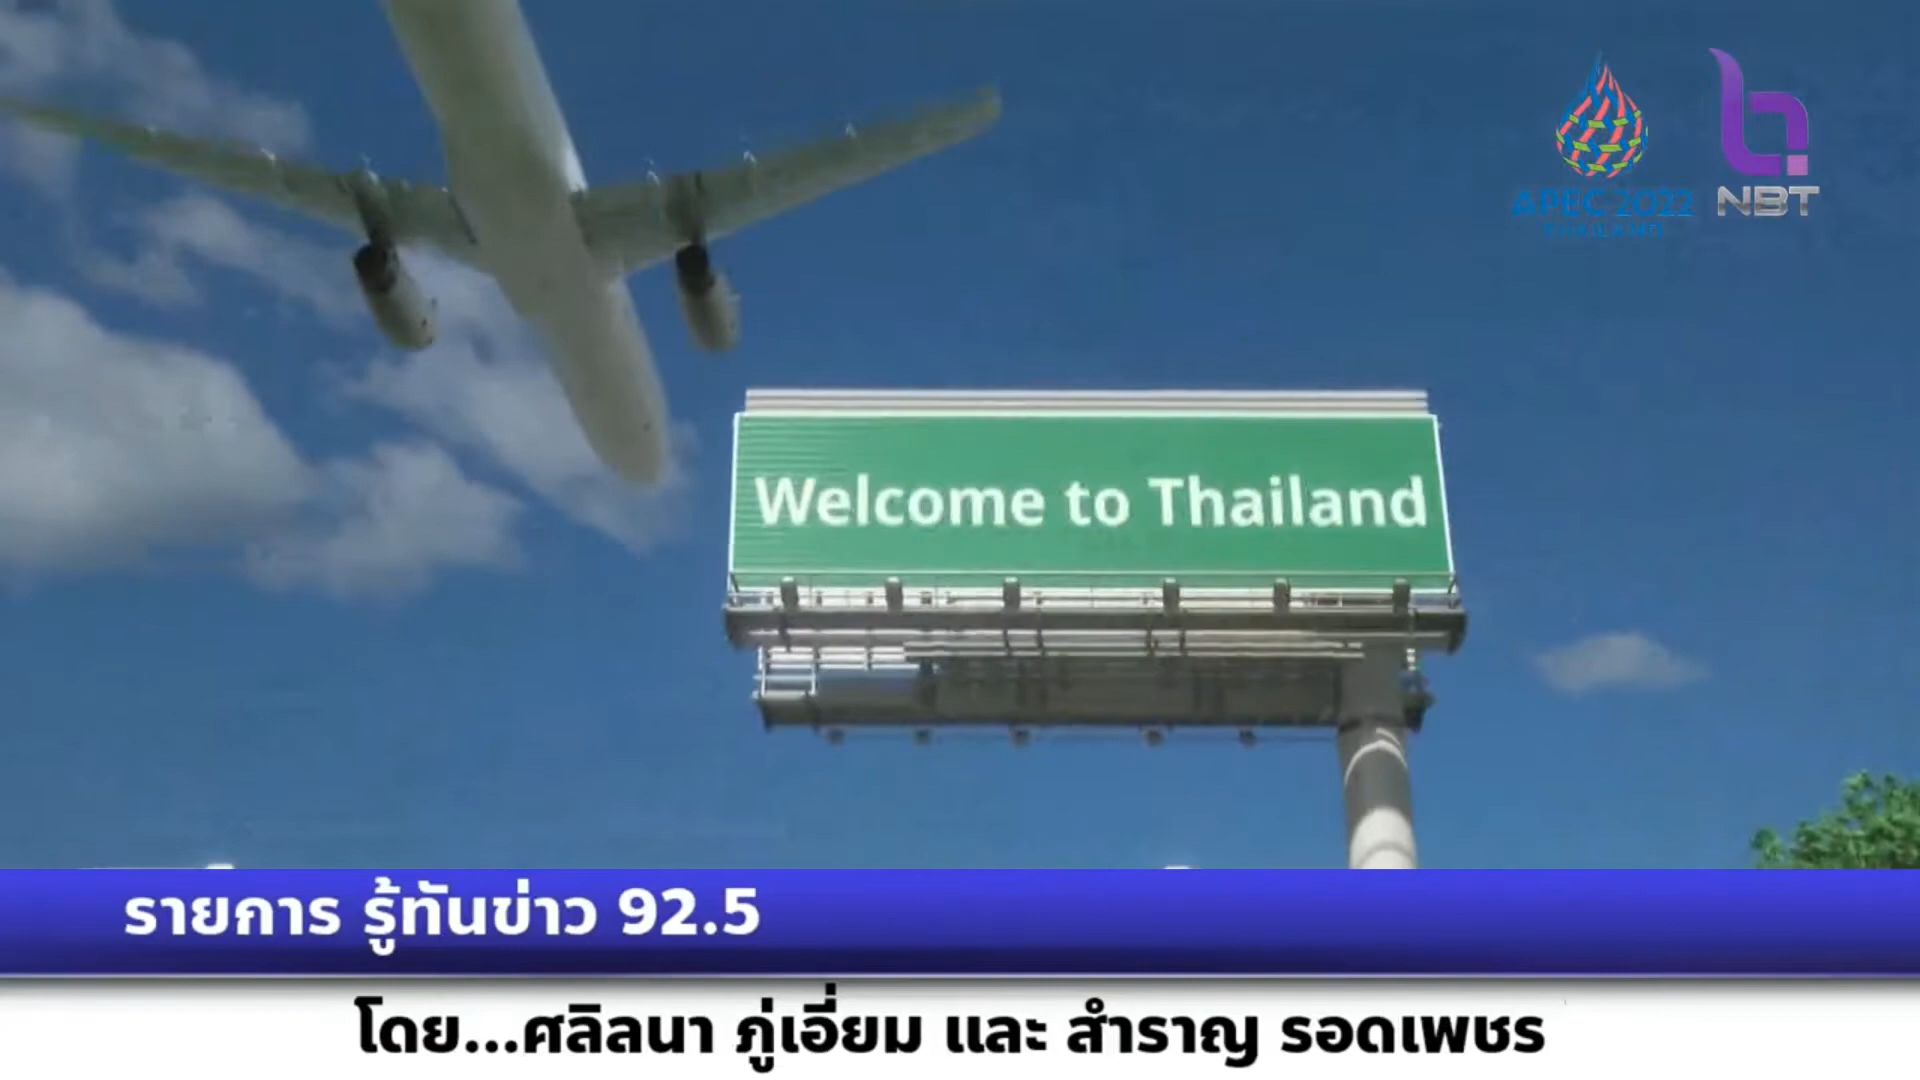 APEC 2022
THAILAND
NBT
Welcome to Thailand
รายการ รู้ทันข่าว 92.5
โดย...ศลิลนา ภู่เอี่ยม และ สำราญ รอดเพชร